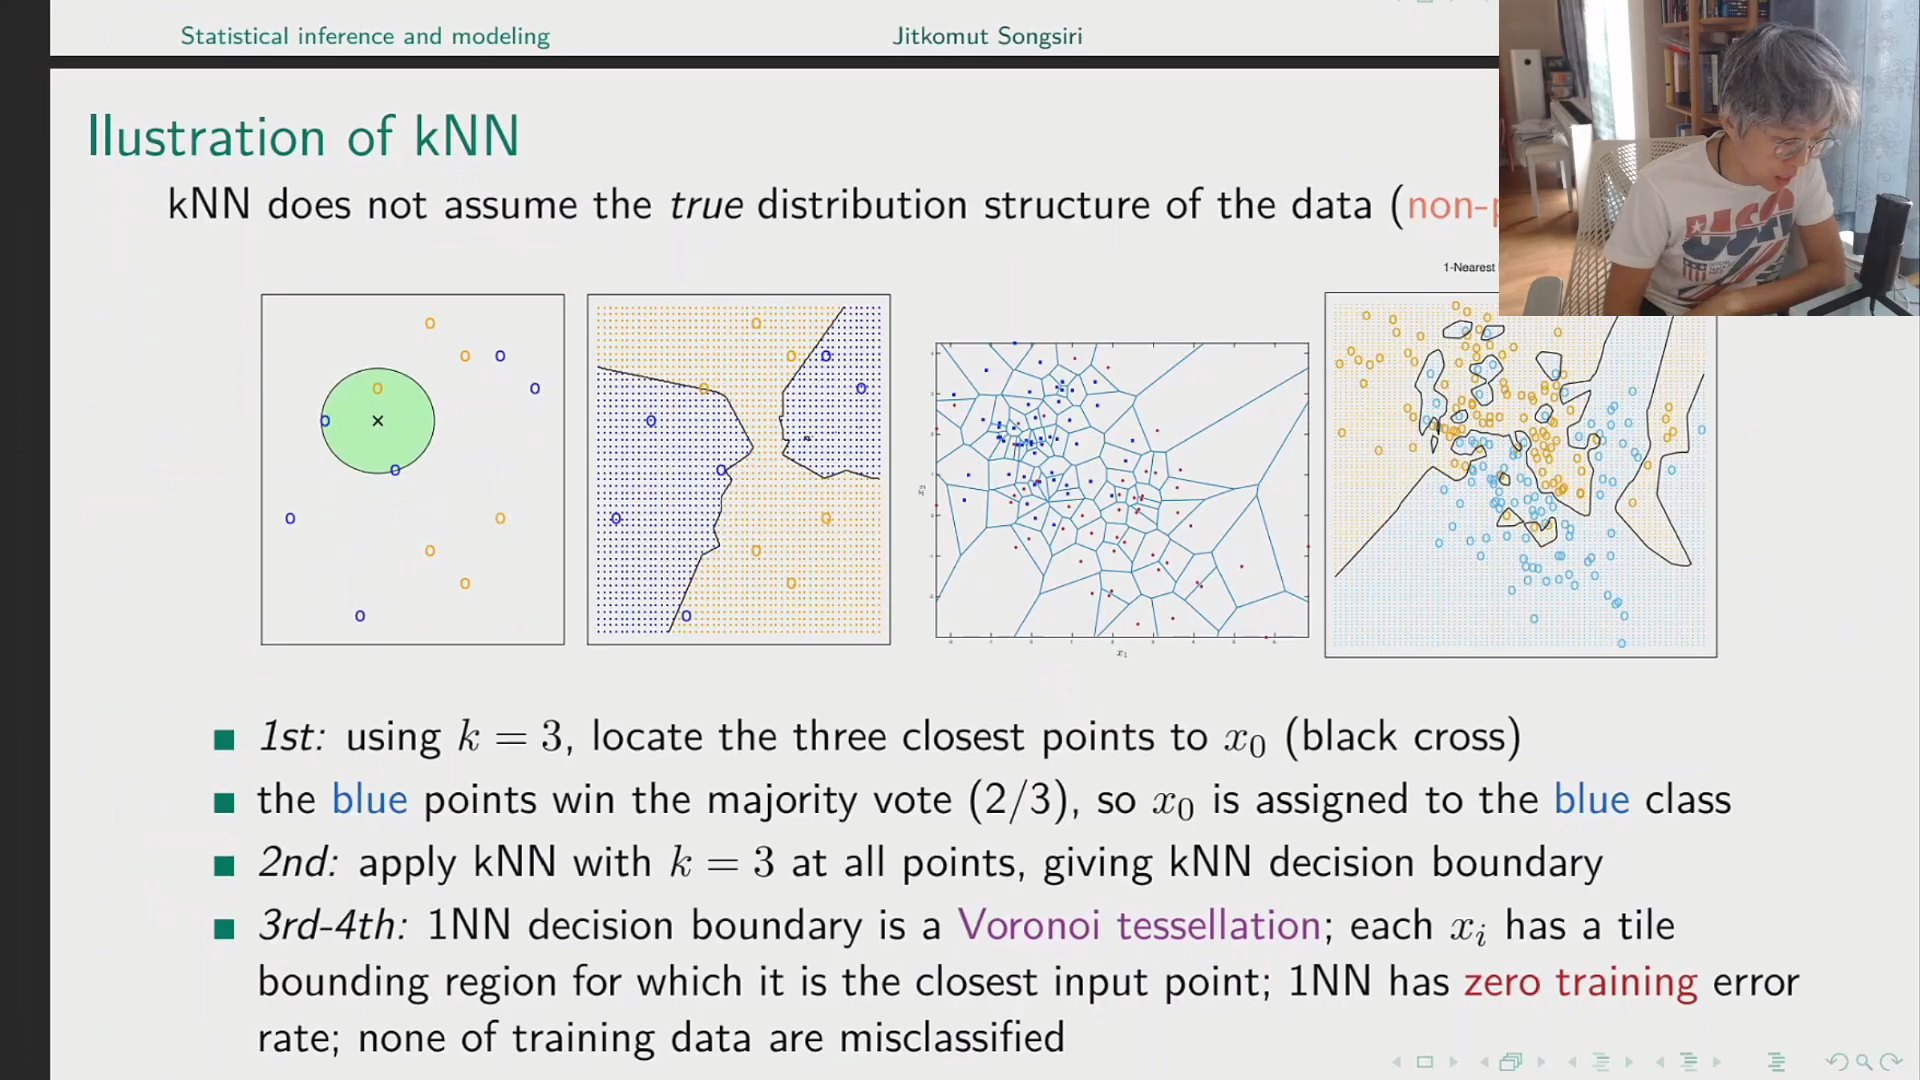 Statistical inference and modeling
Jitkomut Songsiri
Ilustration of kNN
kNN does not assume the true distribution structure of the data (non-
1-Nearest
x₂
x₁
1st: using k = 3, locate the three closest points to x₀ (black cross)
the blue points win the majority vote (2/3), so x₀ is assigned to the blue class
2nd: apply kNN with k = 3 at all points, giving kNN decision boundary
3rd-4th: 1NN decision boundary is a Voronoi tessellation; each xᵢ has a tile
bounding region for which it is the closest input point; 1NN has zero training error
rate; none of training data are misclassified